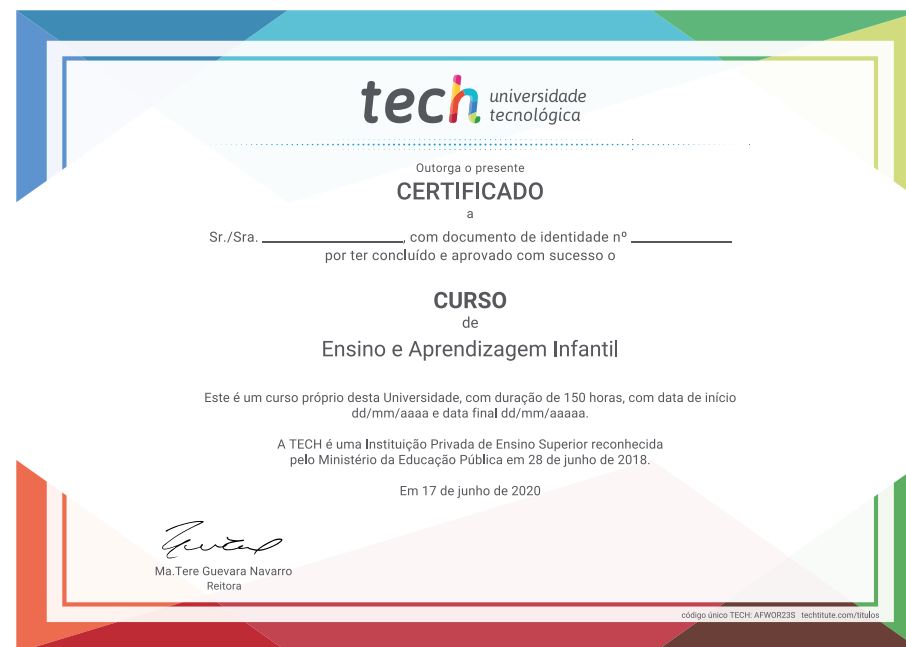 tech universidade
tecnológica
Outorga o presente
CERTIFICADO
a
Sr./Sra. ____________, com documento de identidade nº ____________
por ter concluído e aprovado com sucesso o
CURSO
de
Ensino e Aprendizagem Infantil
Este é um curso próprio desta Universidade, com duração de 150 horas, com data de início
dd/mm/aaaa e data final dd/mm/aaaaa.
A TECH é uma Instituição Privada de Ensino Superior reconhecida
pelo Ministério da Educação Pública em 28 de junho de 2018.
Em 17 de junho de 2020
Ma.Tere Guevara Navarro
Reitora
código único TECH: AFWOR23S techtitute.com/títulos